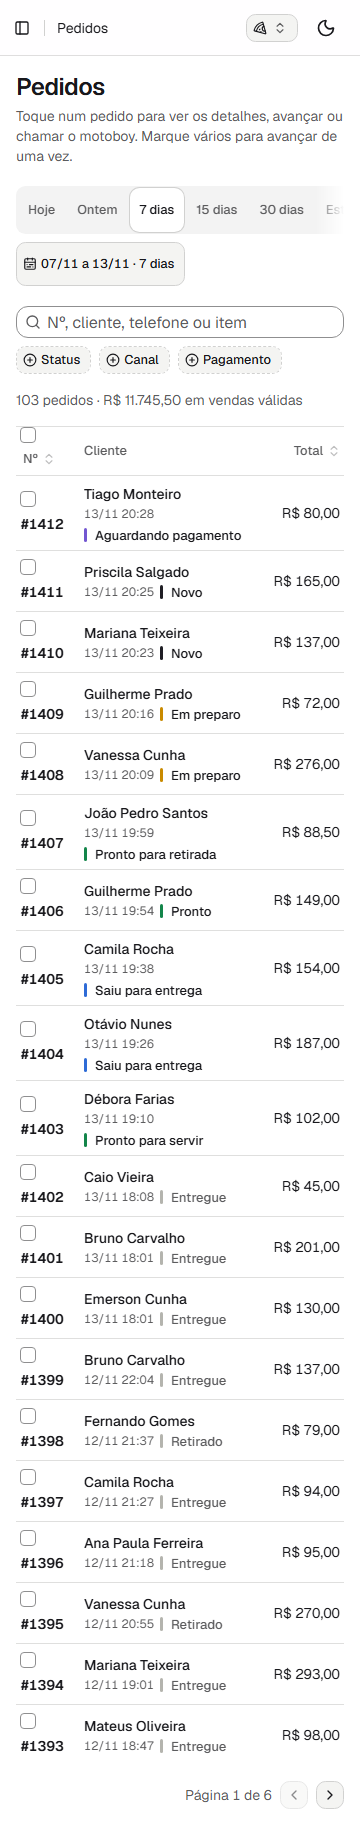 Pedidos
Pedidos
Toque num pedido para ver os detalhes, avançar ou
chamar o motoboy. Marque vários para avançar de
uma vez.
Hoje Ontem 7 dias 15 dias 30 dias
07/11 a 13/11 · 7 dias
Nº, cliente, telefone ou item
Status Canal Pagamento
103 pedidos · R$ 11.745,50 em vendas válidas
Nº Cliente Total
Tiago Monteiro
#1412 13/11 20:28 R$ 80,00
Aguardando pagamento
Priscila Salgado
#1411 13/11 20:25 Novo R$ 165,00
Mariana Teixeira
#1410 13/11 20:23 Novo R$ 137,00
Guilherme Prado
#1409 13/11 20:16 Em preparo R$ 72,00
Vanessa Cunha
#1408 13/11 20:09 Em preparo R$ 276,00
João Pedro Santos
#1407 13/11 19:59 R$ 88,50
Pronto para retirada
Guilherme Prado
#1406 13/11 19:54 Pronto R$ 149,00
Camila Rocha
#1405 13/11 19:38 R$ 154,00
Saiu para entrega
Otávio Nunes
#1404 13/11 19:26 R$ 187,00
Saiu para entrega
Débora Farias
#1403 13/11 19:10 R$ 102,00
Pronto para servir
Caio Vieira
#1402 13/11 18:08 Entregue R$ 45,00
Bruno Carvalho
#1401 13/11 18:01 Entregue R$ 201,00
Emerson Cunha
#1400 13/11 18:01 Entregue R$ 130,00
Bruno Carvalho
#1399 12/11 22:04 Entregue R$ 137,00
Fernando Gomes
#1398 12/11 21:37 Retirado R$ 79,00
Camila Rocha
#1397 12/11 21:27 Entregue R$ 94,00
Ana Paula Ferreira
#1396 12/11 21:18 Entregue R$ 95,00
Vanessa Cunha
#1395 12/11 20:55 Retirado R$ 270,00
Mariana Teixeira
#1394 12/11 19:01 Entregue R$ 293,00
Mateus Oliveira
#1393 12/11 18:47 Entregue R$ 98,00
Página 1 de 6